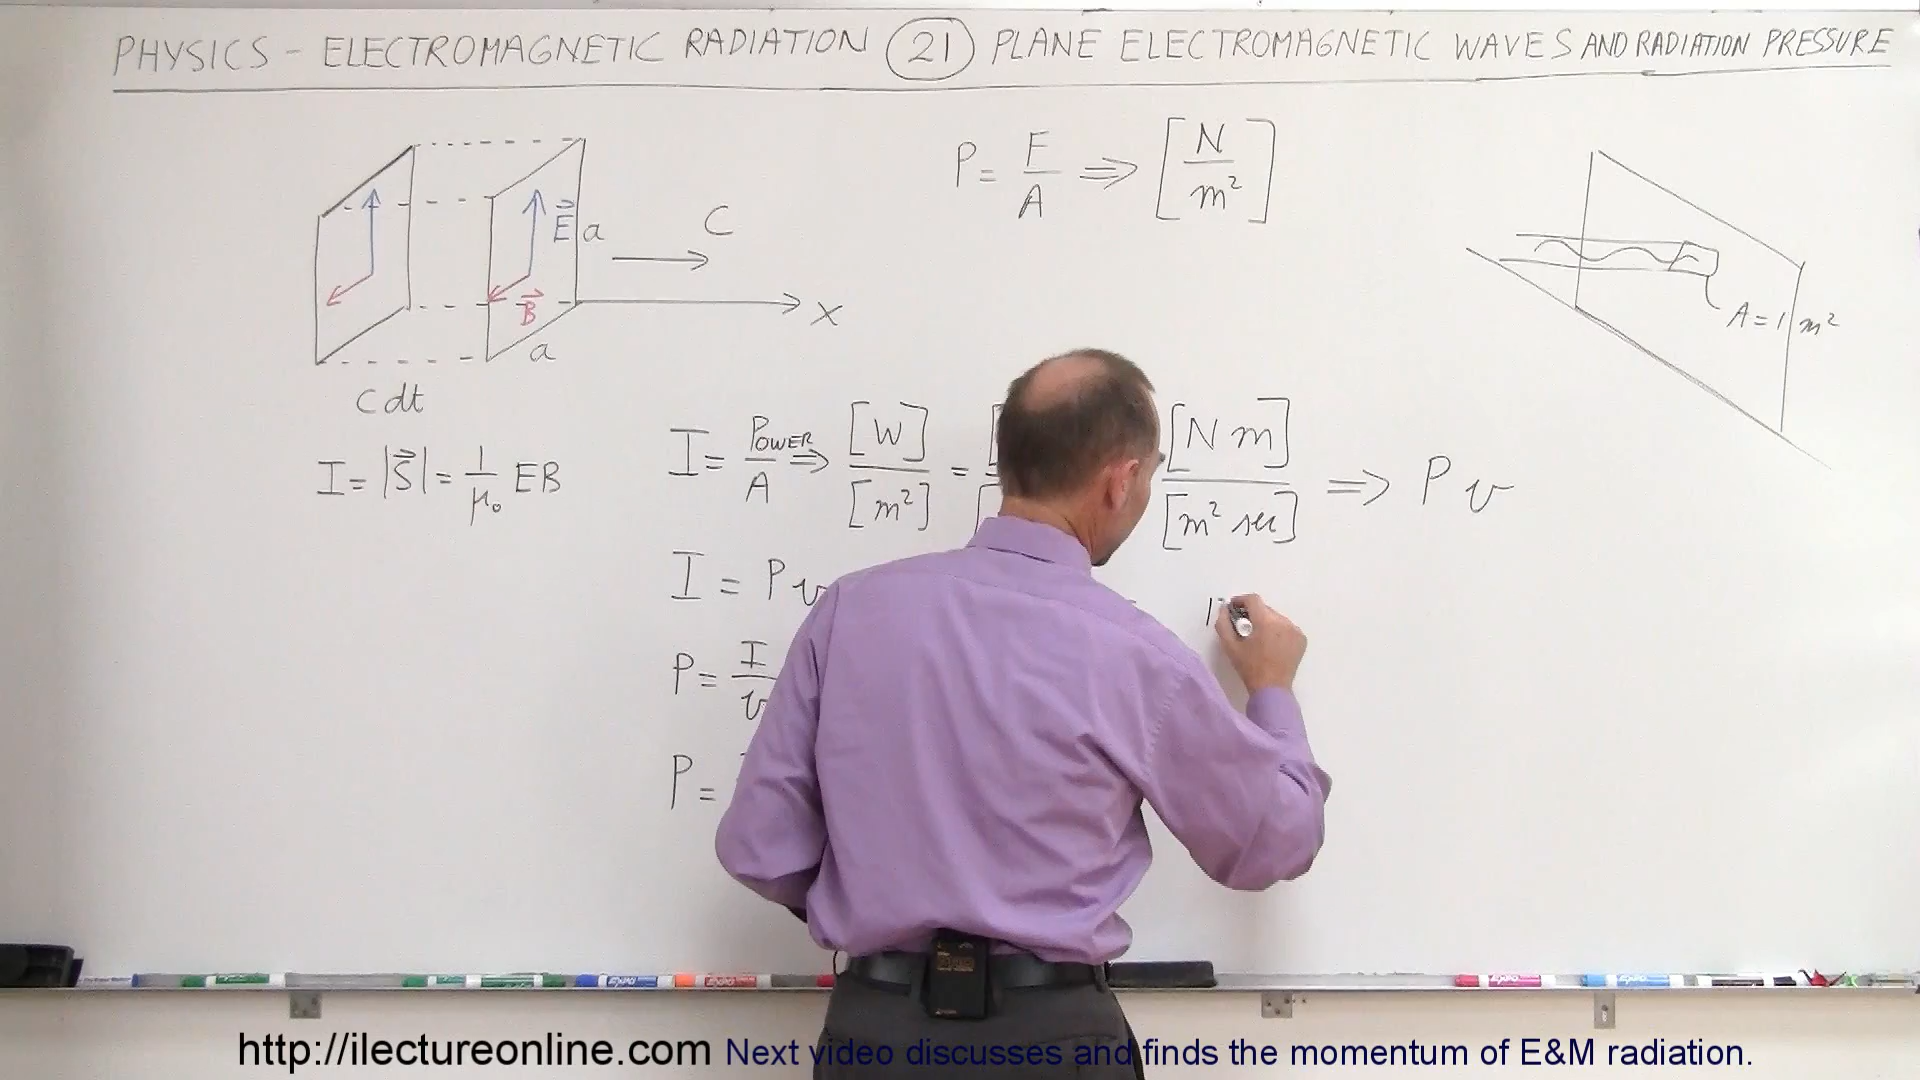 PHYSICS - ELECTROMAGNETIC RADIATION 21 PLANE ELECTROMAGNETIC WAVES AND RADIATION PRESSURE
P = F/A ⇒ [N/m²]
E⃗ a
C
B⃗
X
a
A = 1 m²
C dt
I = |S⃗| = 1/μ₀ EB
I = POWER/A ⇒ [W]/[m²] = [N m]/[m² sec] ⇒ P v
I = P v
P = I/v
P =
http://ilectureonline.com Next video discusses and finds the momentum of E&M radiation.